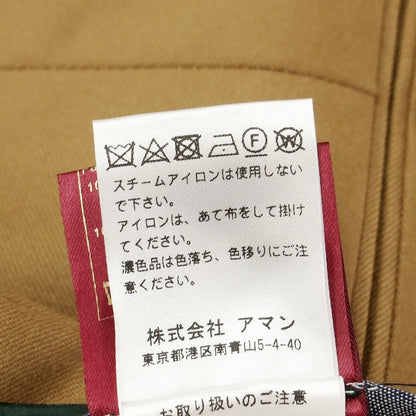 F
W
スチームアイロンは使用しない
で下さい。
アイロンは、あて布をして掛け
てください。
濃色品は色落ち、色移りにご注
意ください。
株式会社 アマン
東京都港区南青山5-4-40
お取り扱いのご注意